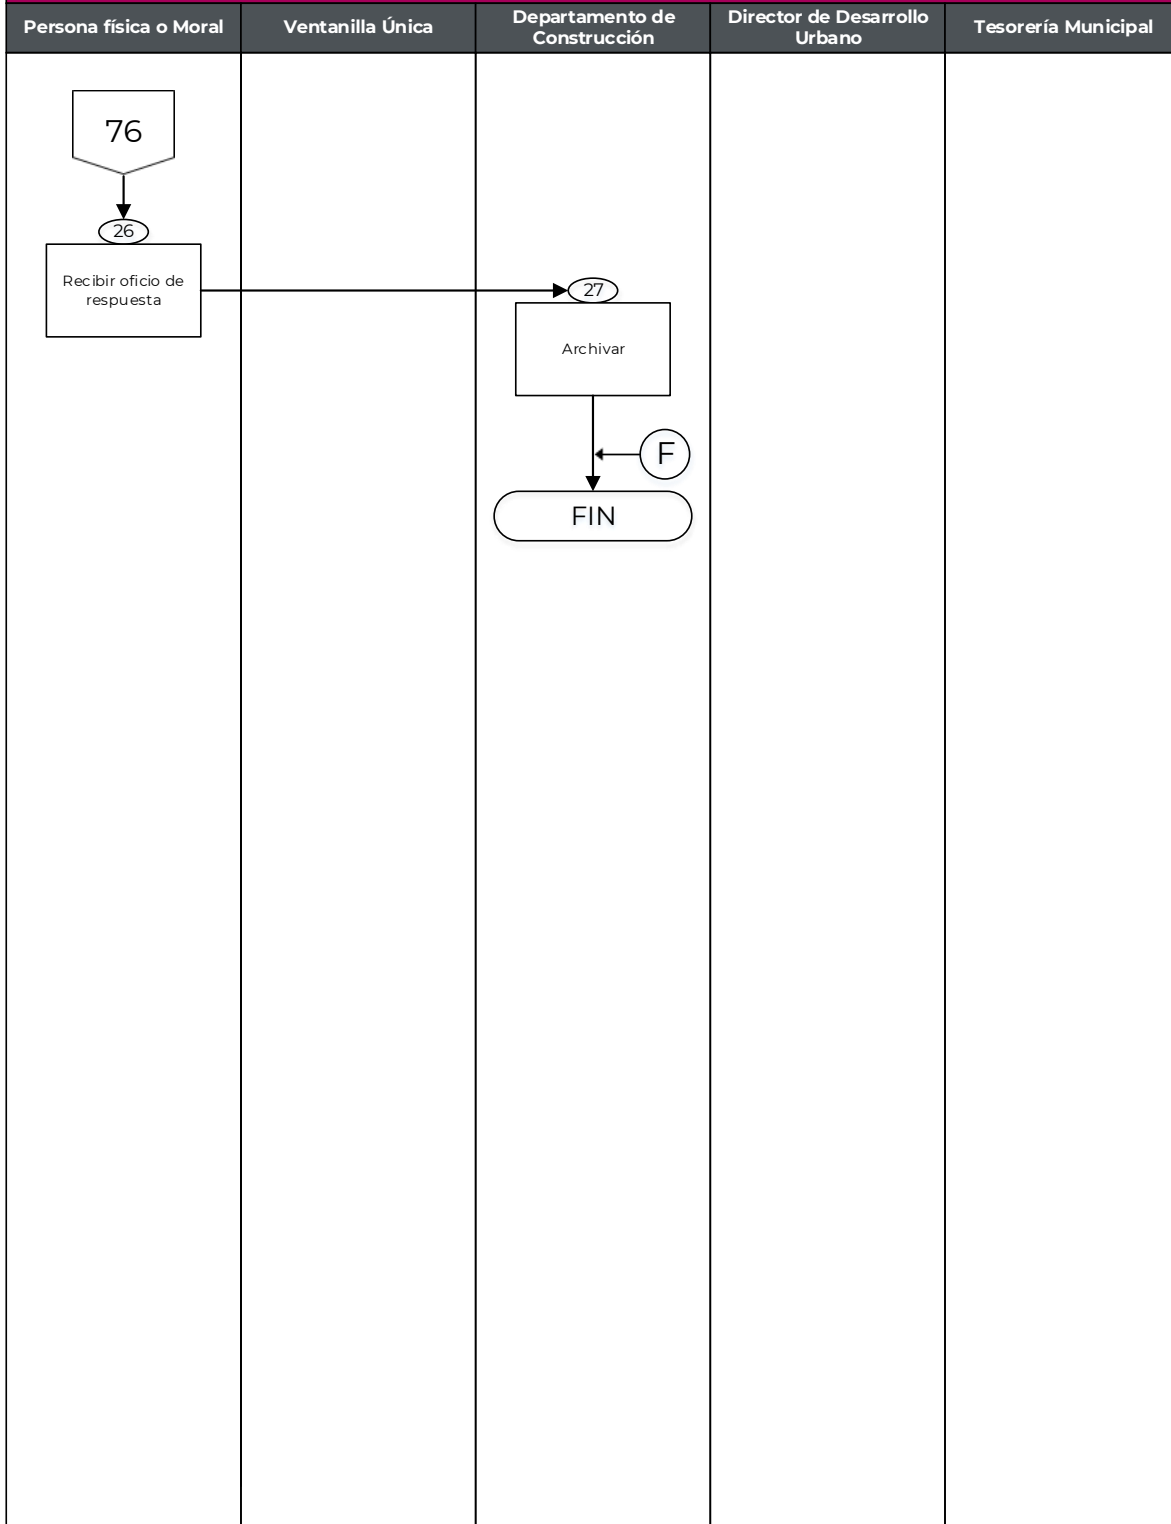 Persona física o Moral
Ventanilla Única
Departamento de
Construcción
Director de Desarrollo
Urbano
Tesorería Municipal
76
26
Recibir oficio de
respuesta
27
Archivar
F
FIN